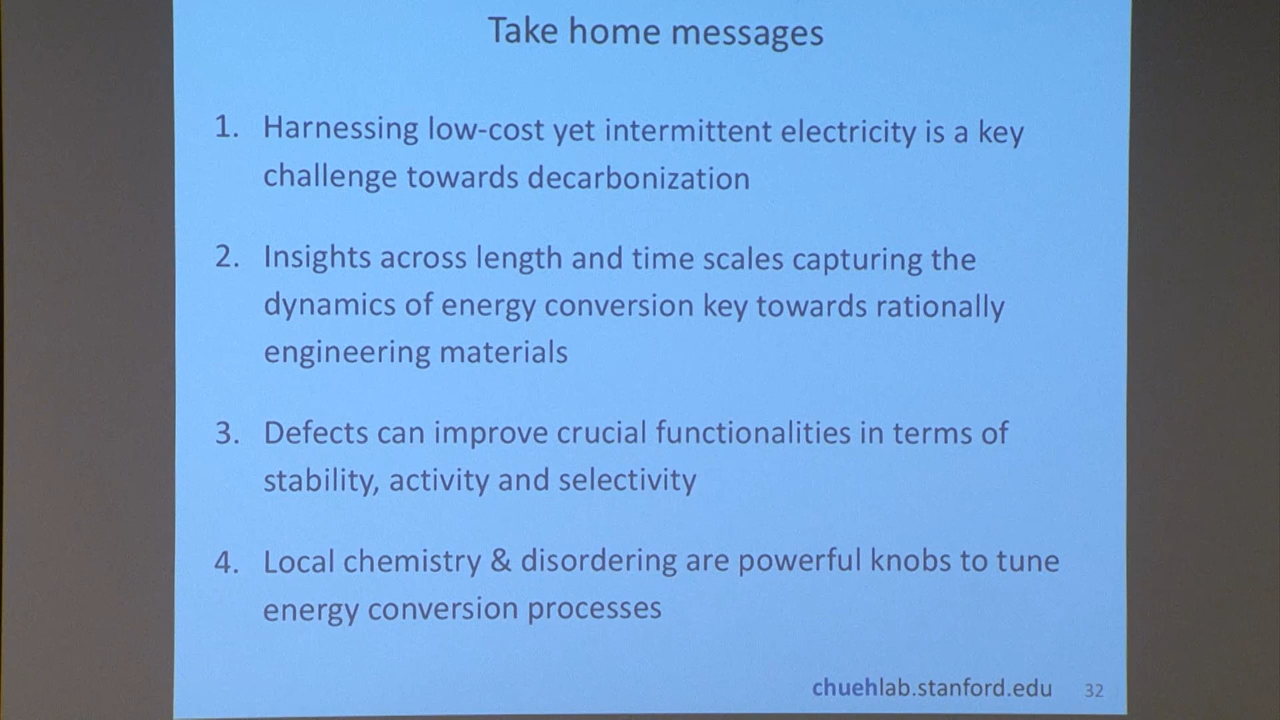 Take home messages
1. Harnessing low-cost yet intermittent electricity is a key
challenge towards decarbonization
2. Insights across length and time scales capturing the
dynamics of energy conversion key towards rationally
engineering materials
3. Defects can improve crucial functionalities in terms of
stability, activity and selectivity
4. Local chemistry & disordering are powerful knobs to tune
energy conversion processes
chuehlab.stanford.edu 32